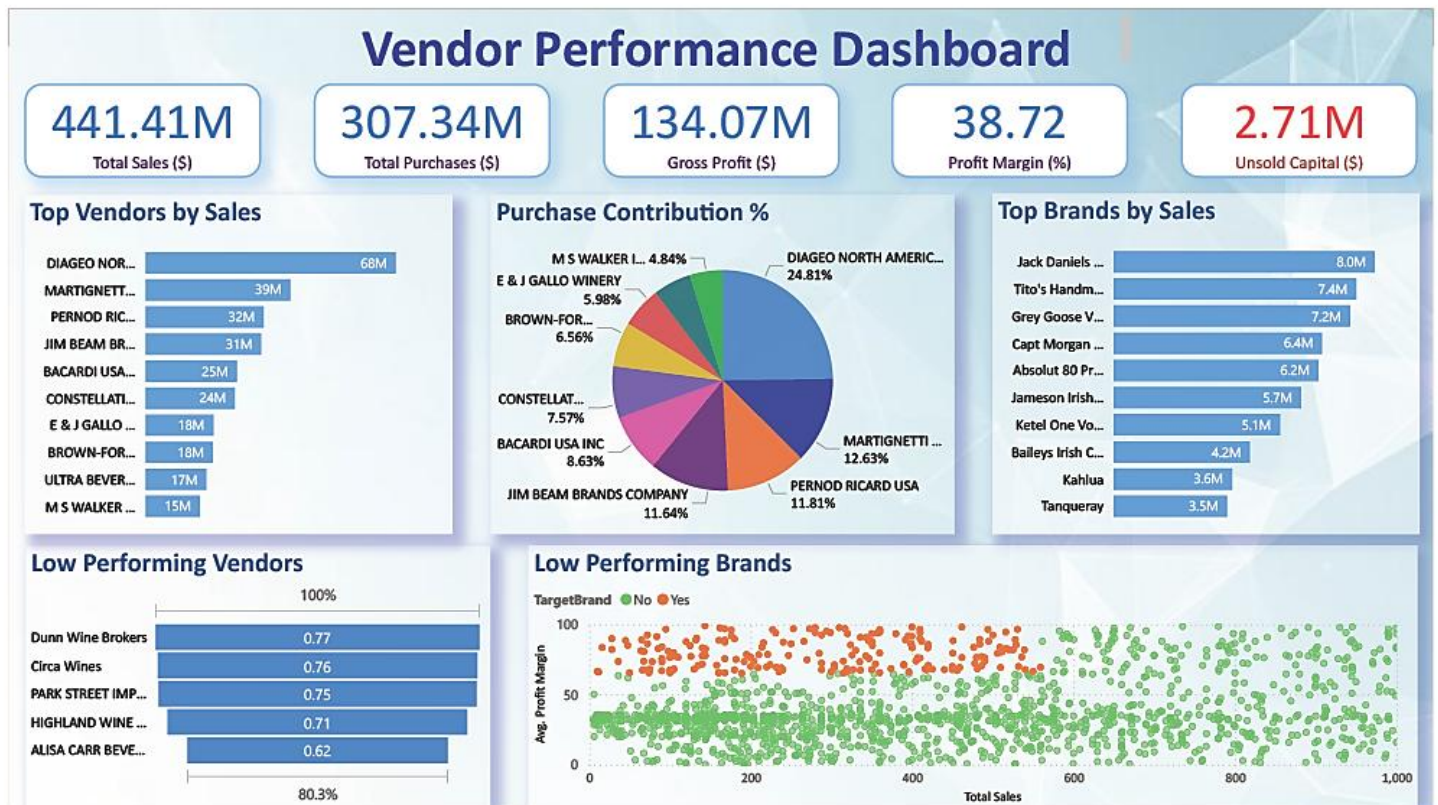 Vendor Performance Dashboard
441.41M
Total Sales ($)
307.34M
Total Purchases ($)
134.07M
Gross Profit ($)
38.72
Profit Margin (%)
2.71M
Unsold Capital ($)
Top Vendors by Sales
DIAGEO NOR... 68M
MARTIGNETT... 39M
PERNOD RIC... 32M
JIM BEAM BR... 31M
BACARDI USA... 25M
CONSTELLATI... 24M
E & J GALLO ... 18M
BROWN-FOR... 18M
ULTRA BEVER... 17M
M S WALKER ... 15M
Purchase Contribution %
M S WALKER I... 4.84%
DIAGEO NORTH AMERIC...
24.81%
E & J GALLO WINERY
5.98%
BROWN-FOR...
6.56%
CONSTELLAT...
7.57%
BACARDI USA INC
8.63%
MARTIGNETTI ...
12.63%
PERNOD RICARD USA
11.81%
JIM BEAM BRANDS COMPANY
11.64%
Top Brands by Sales
Jack Daniels ... 8.0M
Tito's Handm... 7.4M
Grey Goose V... 7.2M
Capt Morgan ... 6.4M
Absolut 80 Pr... 6.2M
Jameson Irish... 5.7M
Ketel One Vo... 5.1M
Baileys Irish C... 4.2M
Kahlua 3.6M
Tanqueray 3.5M
Low Performing Vendors
100%
Dunn Wine Brokers 0.77
Circa Wines 0.76
PARK STREET IMP... 0.75
HIGHLAND WINE ... 0.71
ALISA CARR BEVE... 0.62
80.3%
Low Performing Brands
TargetBrand No Yes
Avg. Profit Margin
100
50
0
0 200 400 600 800 1,000
Total Sales